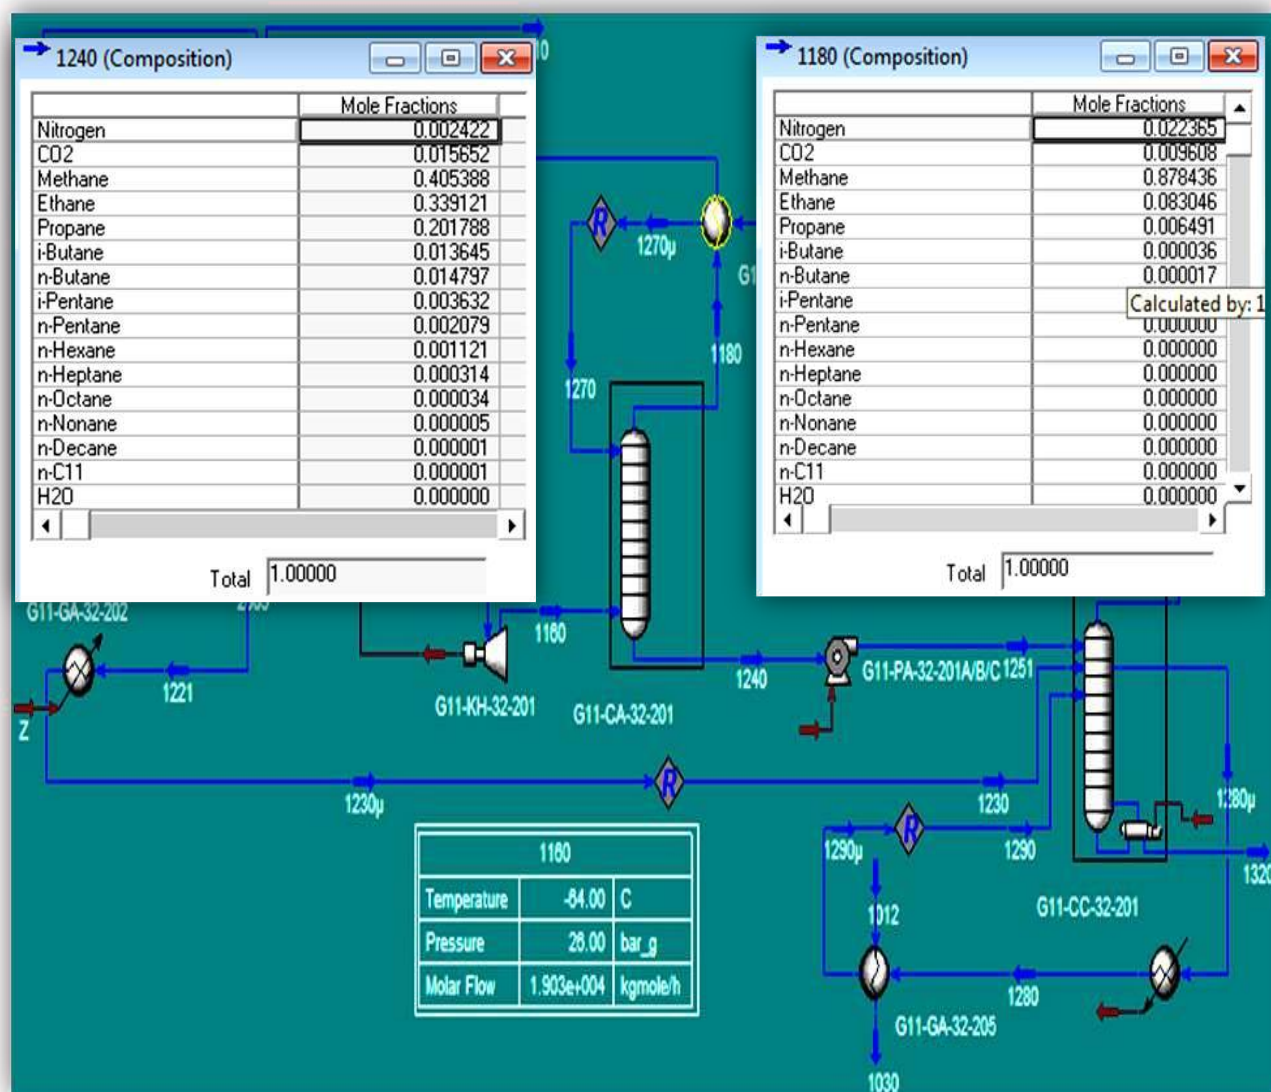 1240 (Composition)
Mole Fractions
Nitrogen 0.002422
CO2 0.015652
Methane 0.405388
Ethane 0.339121
Propane 0.201788
i-Butane 0.013645
n-Butane 0.014797
i-Pentane 0.003632
n-Pentane 0.002079
n-Hexane 0.001121
n-Heptane 0.000314
n-Octane 0.000034
n-Nonane 0.000005
n-Decane 0.000001
n-C11 0.000001
H2O 0.000000
Total 1.00000
1180 (Composition)
Mole Fractions
Nitrogen 0.022365
CO2 0.009608
Methane 0.878436
Ethane 0.083046
Propane 0.006491
i-Butane 0.000036
n-Butane 0.000017
i-Pentane
Calculated by: 1
n-Pentane 0.000000
n-Hexane 0.000000
n-Heptane 0.000000
n-Octane 0.000000
n-Nonane 0.000000
n-Decane 0.000000
n-C11 0.000000
H2O 0.000000
Total 1.00000
R
1270µ
1180
1270
G11-GA-32-202
1160
1221
G11-KH-32-201
G11-CA-32-201
1240
G11-PA-32-201A/B/C
1251
Z
1230µ
R
1230
1280µ
1290µ
R
1290
1320
G11-CC-32-201
1012
1280
G11-GA-32-205
1030
1160
Temperature -64.00 C
Pressure 26.00 bar_g
Molar Flow 1.903e+004 kgmole/h